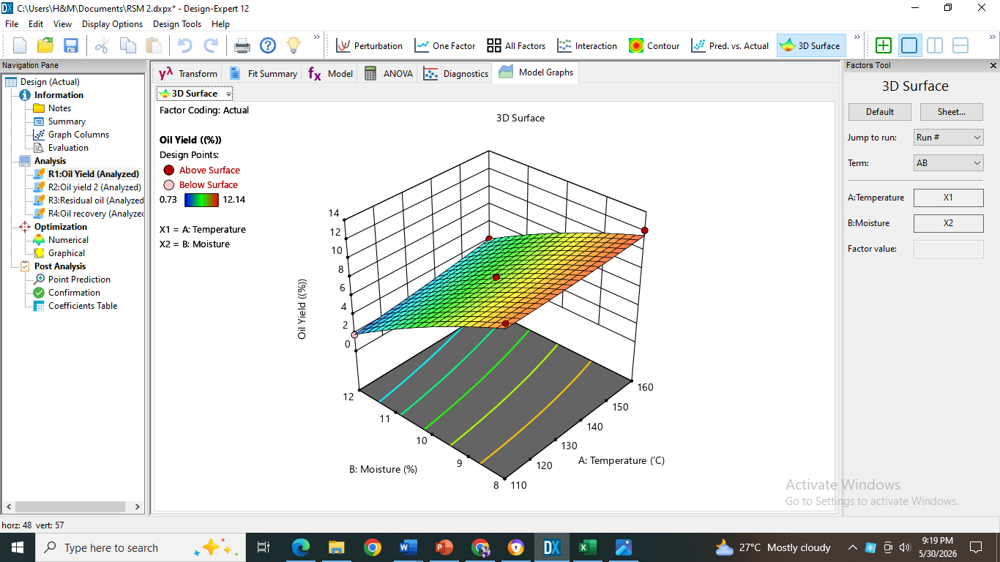 C:\Users\H&M\Documents\RSM 2.dxpx* - Design-Expert 12
File Edit View Display Options Design Tools Help
Perturbation One Factor All Factors Interaction Contour Pred. vs. Actual 3D Surface
Navigation Pane
Design (Actual)
Information
Notes
Summary
Graph Columns
Evaluation
Analysis
R1:Oil Yield (Analyzed)
R2:Oil yield 2 (Analyzed)
R3:Residual oil (Analyzed
R4:Oil recovery (Analyzed
Optimization
Numerical
Graphical
Post Analysis
Point Prediction
Confirmation
Coefficients Table
yλ Transform Fit Summary fx Model ANOVA Diagnostics Model Graphs
3D Surface
Factor Coding: Actual
3D Surface
Oil Yield ((%))
Design Points:
Above Surface
Below Surface
0.73 12.14
X1 = A: Temperature
X2 = B: Moisture
14
12
10
8
6
4
2
0
Oil Yield ((%))
12
11
10
9
8
B: Moisture (%)
110
120
130
140
150
160
A: Temperature ('C)
Factors Tool
3D Surface
Default Sheet...
Jump to run: Run #
Term: AB
A:Temperature X1
B:Moisture X2
Factor value:
Activate Windows
Go to Settings to activate Windows.
horz: 48 vert: 57
Type here to search
27°C Mostly cloudy
9:19 PM
5/30/2026